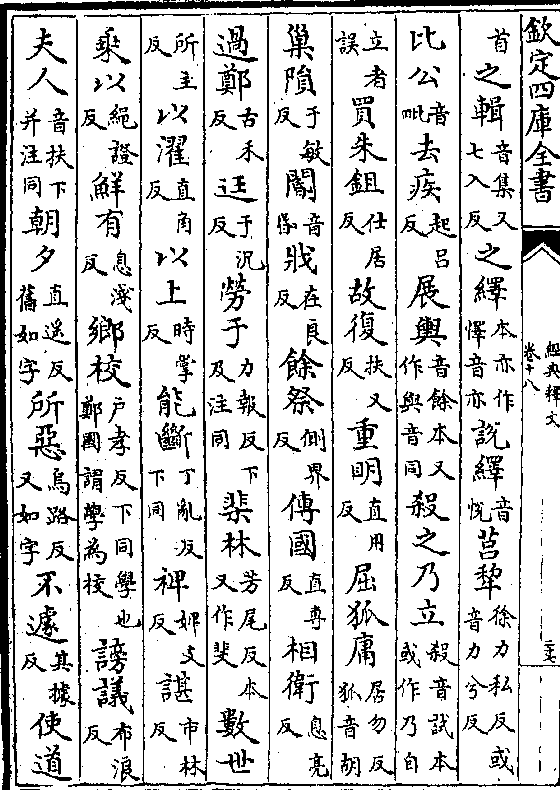 欽定四庫全書
經典釋文
卷十八
首之輯音集又七入反之繹本亦作懌音亦說繹音悅莒犂徐力私反或音力兮反
比公音毗去疾起呂反展輿音餘本又作與音同殺之乃立殺音試本或作乃自
立者誤買朱鉏仕居反故復扶又反重明直用反屈狐庸居勿反狐音胡
巢隕于敏反閽音昏戕在良反餘祭側界反傳國直專反相衛息亮反
過鄭古禾反迋于況反勞于力報反下及注同棐林芳尾反本又作斐數世
所主反以濯直角反以上時掌反能斷丁亂反下同裨婢支反諶市林反
乘以繩證反鮮有息淺反鄉校戶孝反下同學也鄭國謂學為校謗議布浪反
夫人音扶下并注同朝夕直遙反舊如字所惡烏路反又如字不遽其據反使道